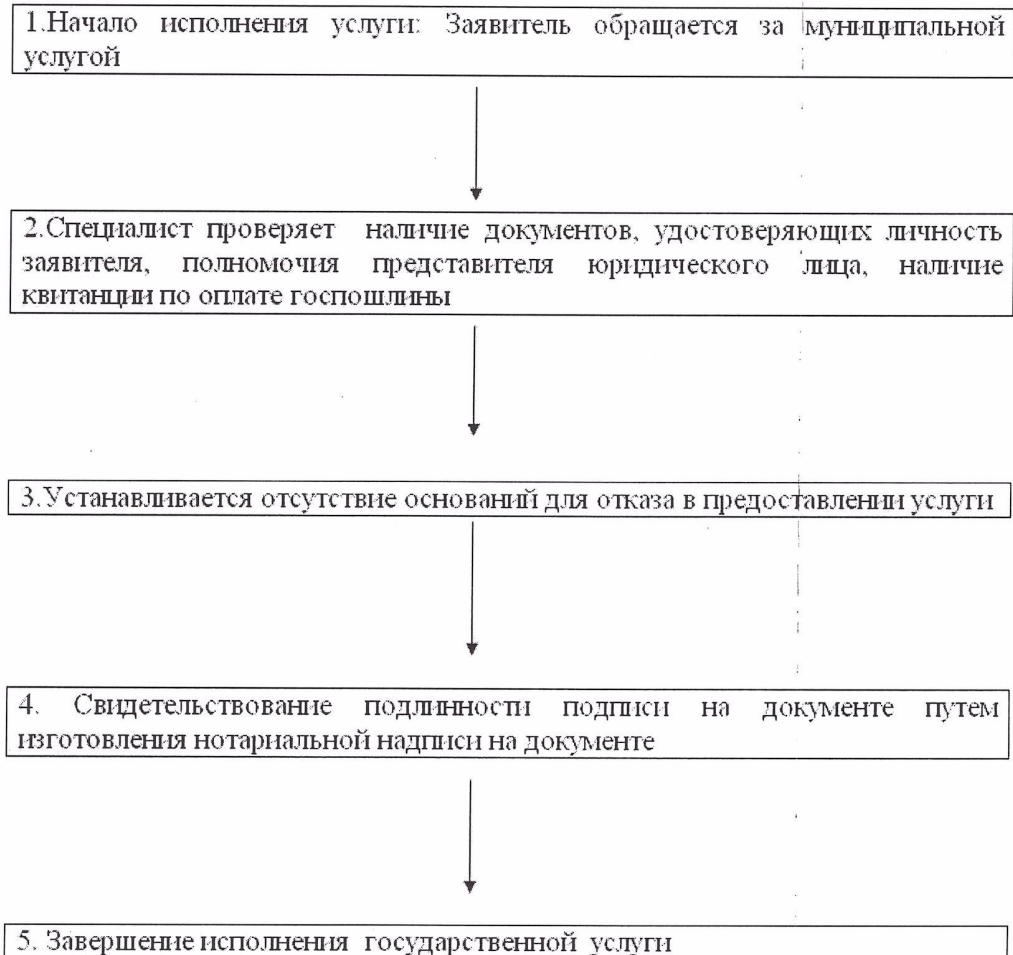 1.Начало исполнения услуги: Заявитель обращается за муниципальной
услугой
2.Специалист проверяет наличие документов, удостоверяющих личность
заявителя, полномочия представителя юридического лица, наличие
квитанции по оплате госпошлины
3.Устанавливается отсутствие оснований для отказа в предоставлении услуги
4. Свидетельствование подлинности подписи на документе путем
изготовления нотариальной надписи на документе
5. Завершение исполнения государственной услуги